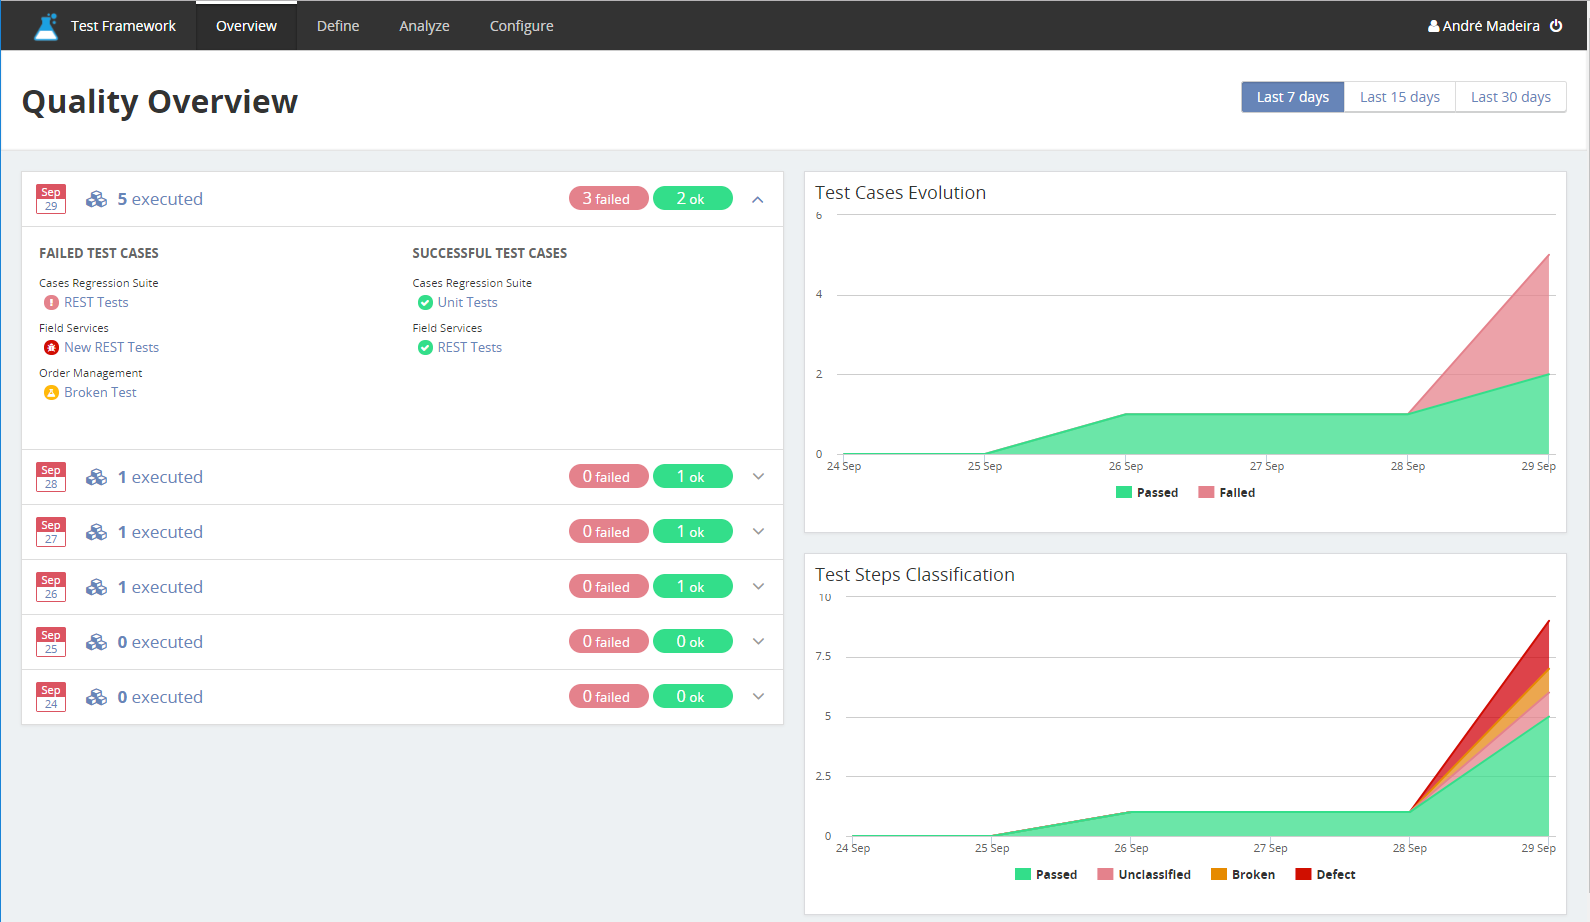 Test Framework Overview Define Analyze Configure André Madeira
Quality Overview
Last 7 days Last 15 days Last 30 days
Sep
29
5 executed
3 failed
2 ok
FAILED TEST CASES
Cases Regression Suite
REST Tests
Field Services
New REST Tests
Order Management
Broken Test
SUCCESSFUL TEST CASES
Cases Regression Suite
Unit Tests
Field Services
REST Tests
Sep
28
1 executed
0 failed
1 ok
Sep
27
1 executed
0 failed
1 ok
Sep
26
1 executed
0 failed
1 ok
Sep
25
0 executed
0 failed
0 ok
Sep
24
0 executed
0 failed
0 ok
Test Cases Evolution
6
4
2
0
24 Sep 25 Sep 26 Sep 27 Sep 28 Sep 29 Sep
Passed Failed
Test Steps Classification
10
7.5
5
2.5
0
24 Sep 25 Sep 26 Sep 27 Sep 28 Sep 29 Sep
Passed Unclassified Broken Defect